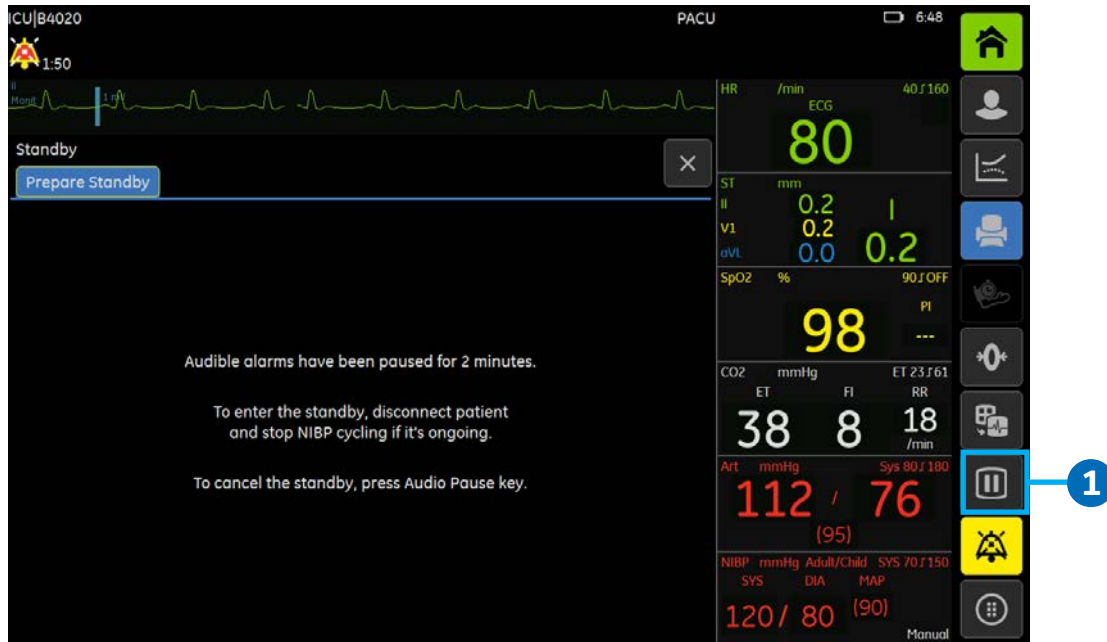 ICU|B4020
PACU
6:48
1:50
II
Monit
1 mV
Standby
Prepare Standby
Audible alarms have been paused for 2 minutes.
To enter the standby, disconnect patient
and stop NIBP cycling if it's ongoing.
To cancel the standby, press Audio Pause key.
HR /min 40 160
ECG
80
ST mm
II 0.2
V1 0.2
aVL 0.0
0.2
SpO2 % 90 OFF
PI
98 ---
CO2 mmHg ET 23 61
ET FI RR
38 8 18
/min
Art mmHg Sys 80 180
112 / 76
(95)
NIBP mmHg Adult/Child SYS 70 150
SYS DIA MAP
120 / 80 (90)
Manual
0
1